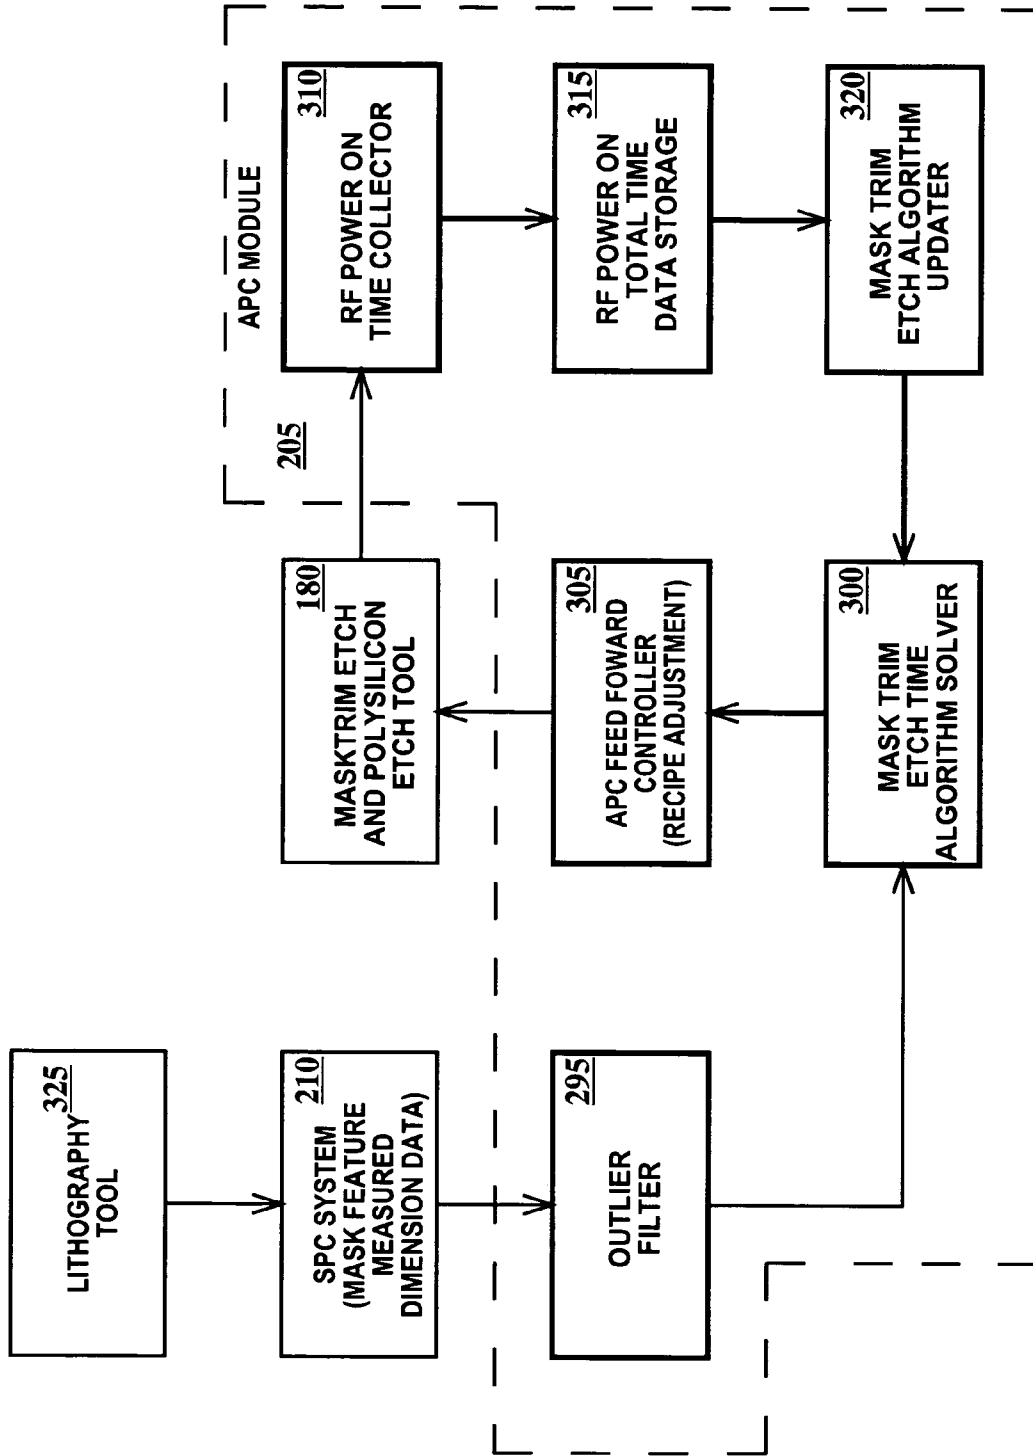 LITHOGRAPHY
TOOL
325
SPC SYSTEM
(MASK FEATURE
MEASURED
DIMENSION DATA)
210
OUTLIER
FILTER
295
MASKTRIM ETCH
AND POLYSILICON
ETCH TOOL
180
APC FEED FOWARD
CONTROLLER
(RECIPE ADJUSTMENT)
305
MASK TRIM
ETCH TIME
ALGORITHM SOLVER
300
205
APC MODULE
RF POWER ON
TIME COLLECTOR
310
RF POWER ON
TOTAL TIME
DATA STORAGE
315
MASK TRIM
ETCH ALGORITHM
UPDATER
320